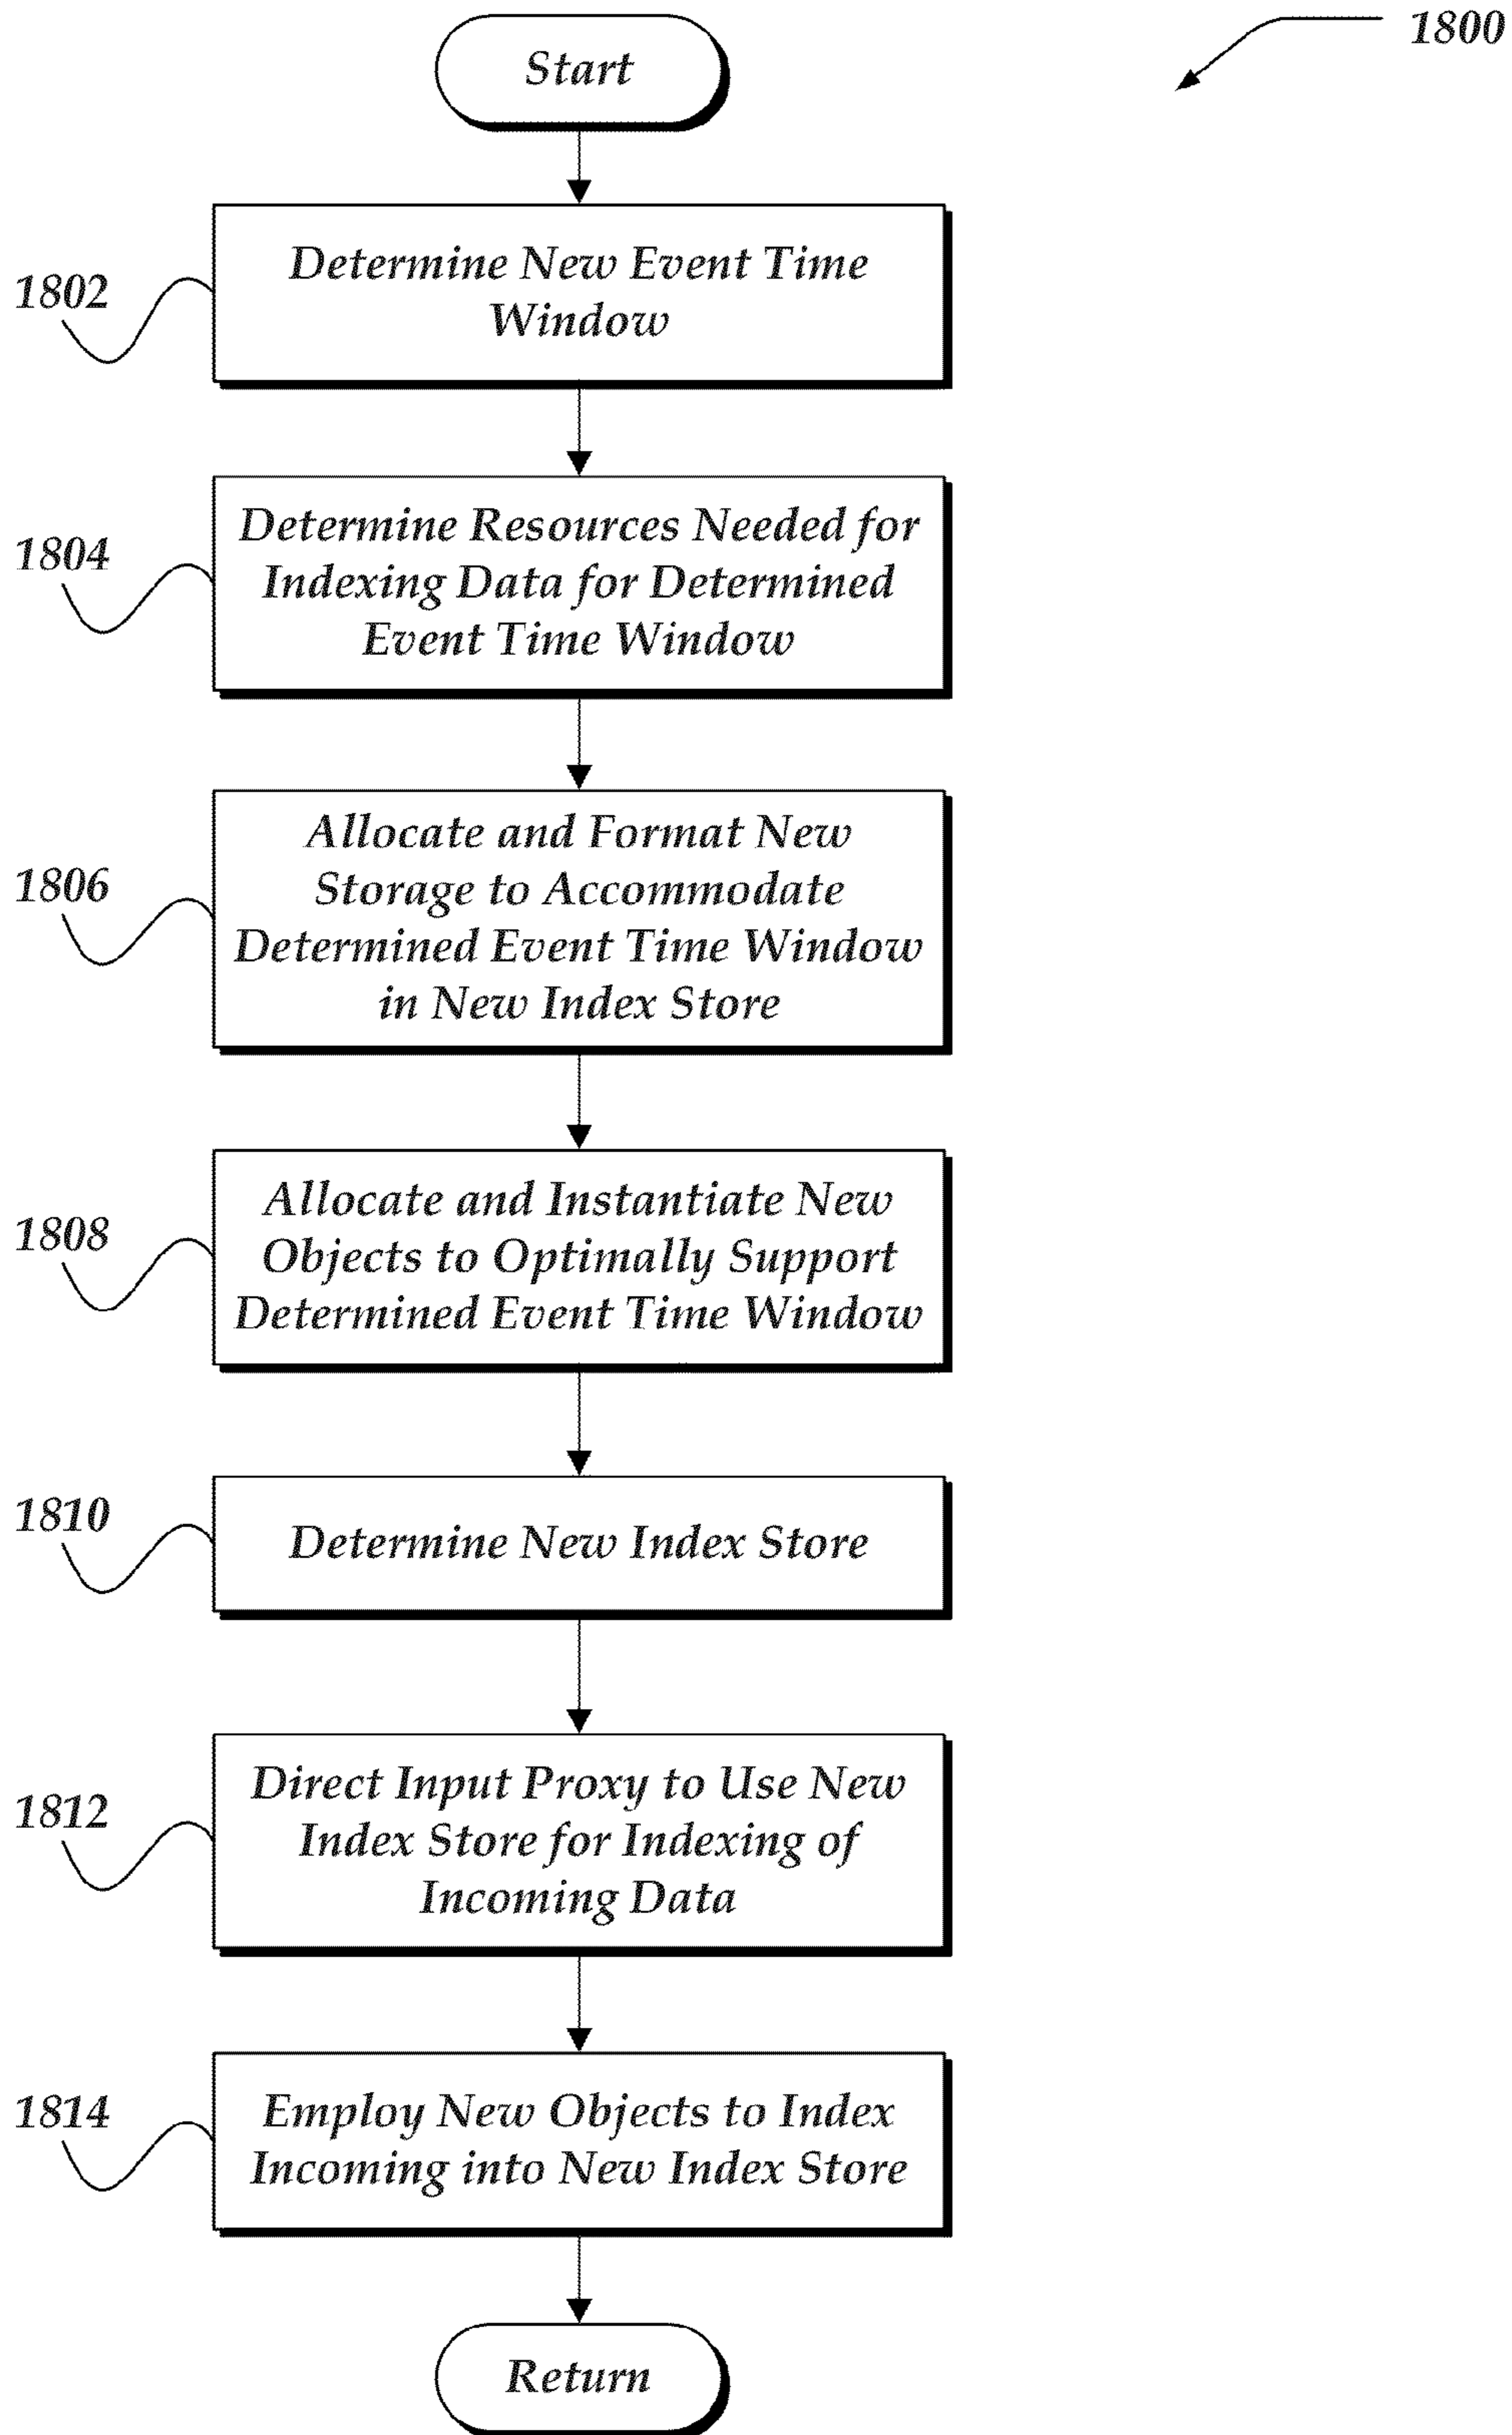 1800
Start
1802
Determine New Event Time
Window
1804
Determine Resources Needed for
Indexing Data for Determined
Event Time Window
1806
Allocate and Format New
Storage to Accommodate
Determined Event Time Window
in New Index Store
1808
Allocate and Instantiate New
Objects to Optimally Support
Determined Event Time Window
1810
Determine New Index Store
1812
Direct Input Proxy to Use New
Index Store for Indexing of
Incoming Data
1814
Employ New Objects to Index
Incoming into New Index Store
Return